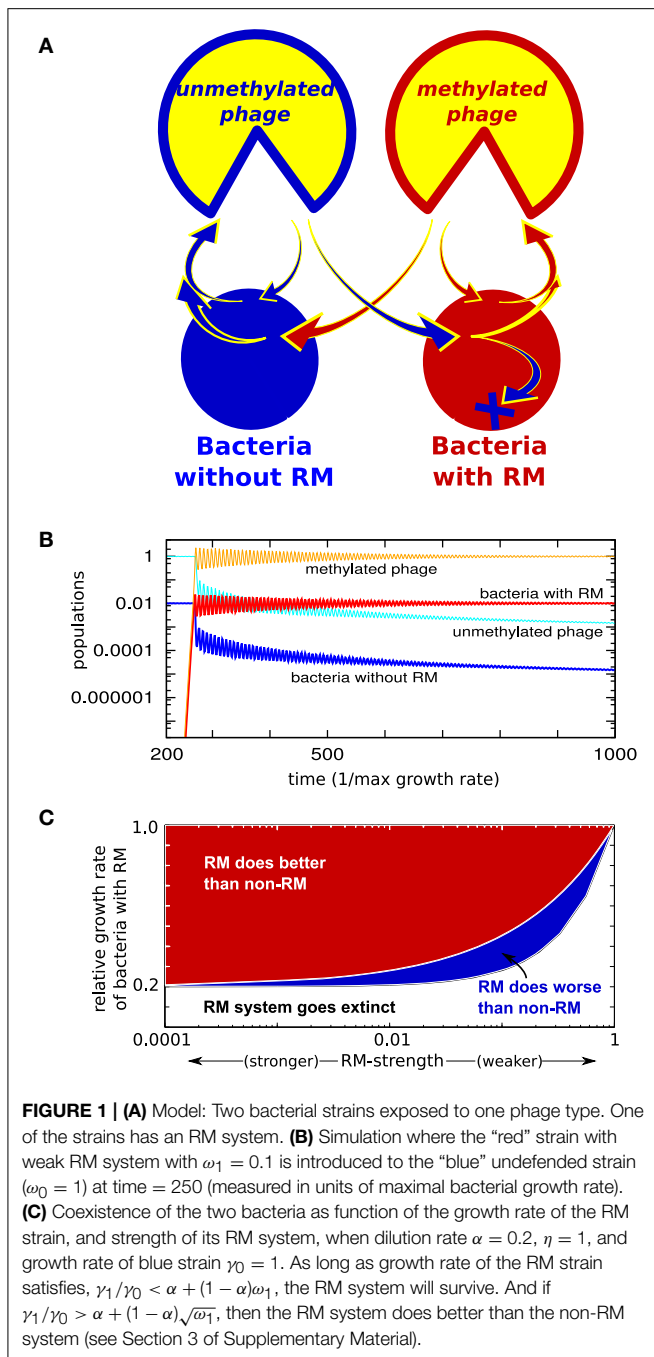 A
unmethylated
phage
methylated
phage
Bacteria
without RM
Bacteria
with RM
B
populations
1
0.01
0.0001
0.000001
methylated phage
bacteria with RM
unmethylated phage
bacteria without RM
200
500
1000
time (1/max growth rate)
C
relative growth rate
of bacteria with RM
1.0
0.2
RM does better
than non-RM
RM does worse
than non-RM
RM system goes extinct
0.0001
0.01
1
(stronger) RM-strength (weaker)
FIGURE 1 | (A) Model: Two bacterial strains exposed to one phage type. One
of the strains has an RM system. (B) Simulation where the “red” strain with
weak RM system with ω₁ = 0.1 is introduced to the “blue” undefended strain
(ω₀ = 1) at time = 250 (measured in units of maximal bacterial growth rate).
(C) Coexistence of the two bacteria as function of the growth rate of the RM
strain, and strength of its RM system, when dilution rate α = 0.2, η = 1, and
growth rate of blue strain γ₀ = 1. As long as growth rate of the RM strain
satisfies, γ₁/γ₀ < α + (1 − α)ω₁, the RM system will survive. And if
γ₁/γ₀ > α + (1 − α)√ω₁, then the RM system does better than the non-RM
system (see Section 3 of Supplementary Material).